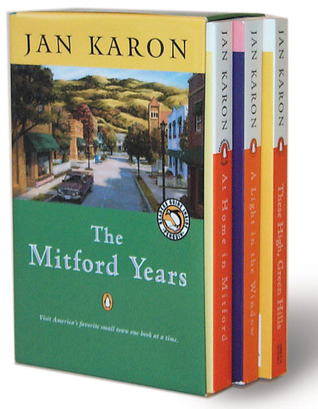 JAN KARON
The
Mitford Years
Visit America's favorite small town one book at a time.
JAN KARON
At Home in Mitford
JAN KARON
A Light in the Window
JAN KARON
These High, Green Hills